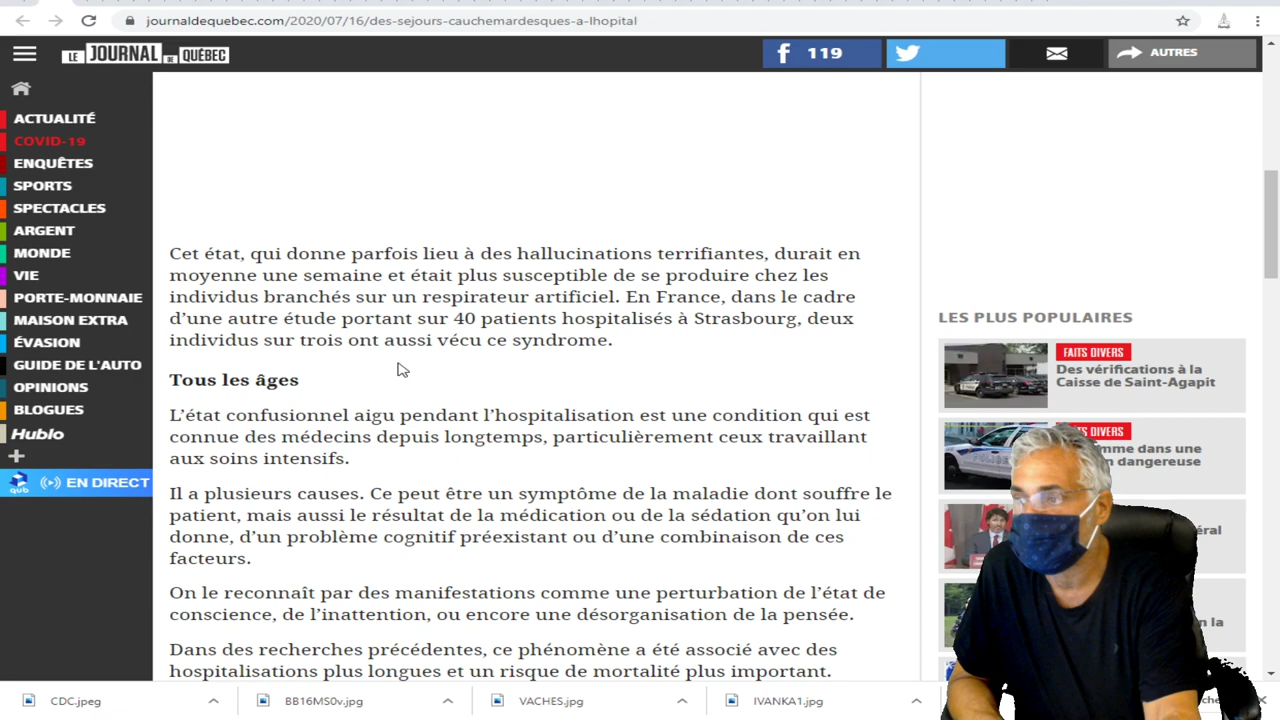 journaldequebec.com/2020/07/16/des-sejours-cauchemardesques-a-lhopital
LE JOURNAL DE QUÉBEC
119
AUTRES
ACTUALITÉ
COVID-19
ENQUÊTES
SPORTS
SPECTACLES
ARGENT
MONDE
VIE
PORTE-MONNAIE
MAISON EXTRA
ÉVASION
GUIDE DE L'AUTO
OPINIONS
BLOGUES
Hublo
+
qub EN DIRECT
Cet état, qui donne parfois lieu à des hallucinations terrifiantes, durait en
moyenne une semaine et était plus susceptible de se produire chez les
individus branchés sur un respirateur artificiel. En France, dans le cadre
d’une autre étude portant sur 40 patients hospitalisés à Strasbourg, deux
individus sur trois ont aussi vécu ce syndrome.
Tous les âges
L’état confusionnel aigu pendant l’hospitalisation est une condition qui est
connue des médecins depuis longtemps, particulièrement ceux travaillant
aux soins intensifs.
Il a plusieurs causes. Ce peut être un symptôme de la maladie dont souffre le
patient, mais aussi le résultat de la médication ou de la sédation qu’on lui
donne, d’un problème cognitif préexistant ou d’une combinaison de ces
facteurs.
On le reconnaît par des manifestations comme une perturbation de l’état de
conscience, de l’inattention, ou encore une désorganisation de la pensée.
Dans des recherches précédentes, ce phénomène a été associé avec des
hospitalisations plus longues et un risque de mortalité plus important.
LES PLUS POPULAIRES
FAITS DIVERS
Des vérifications à la
Caisse de Saint-Agapit
DIVERS
dans une
dangereuse
la
CDC.jpeg
BB16MS0v.jpg
VACHES.jpg
IVANKA1.jpg